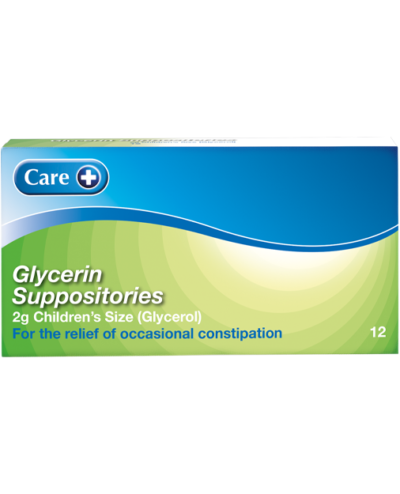 Care
Glycerin
Suppositories
2g Children's Size (Glycerol)
For the relief of occasional constipation
12